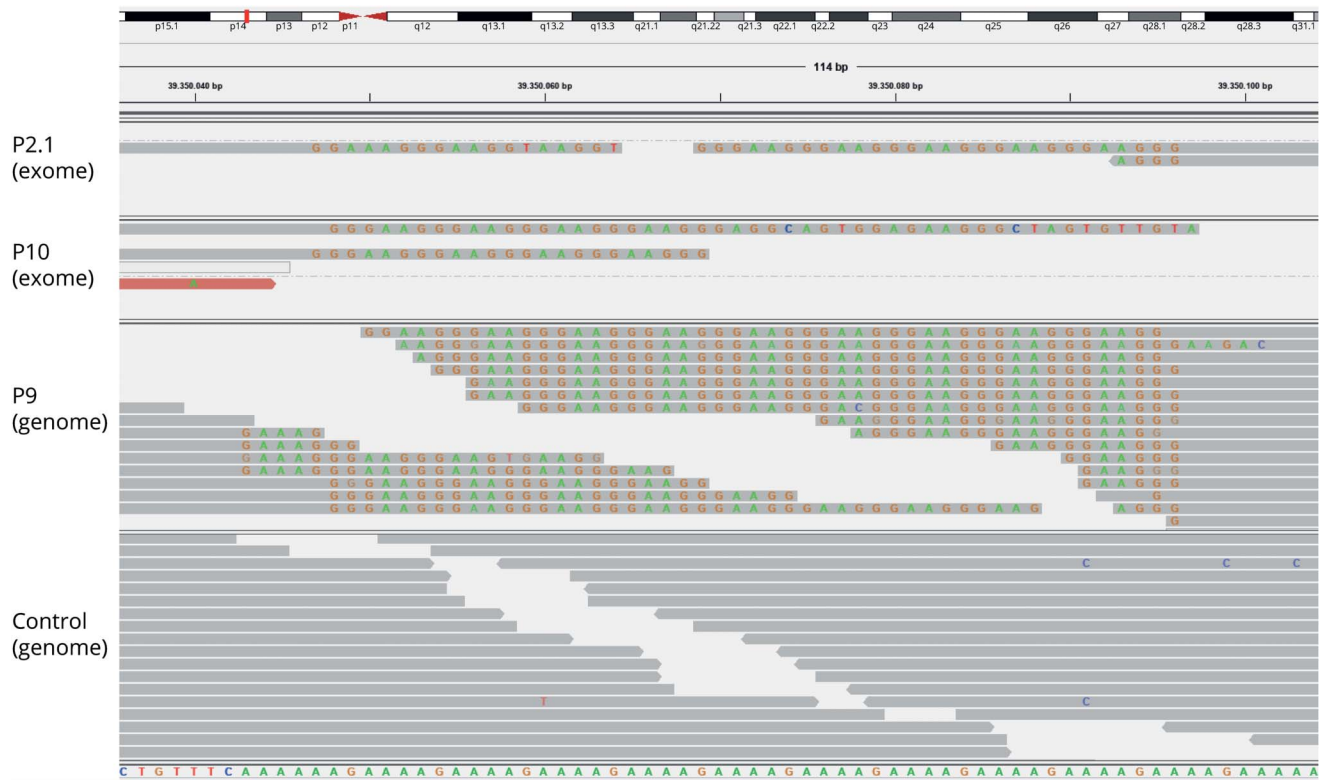 p15.1 p14 p13 p12 p11 q12 q13.1 q13.2 q13.3 q21.1 q21.22 q21.3 q22.1 q22.2 q23 q24 q25 q26 q27 q28.1 q28.2 q28.3 q31.1
114 bp
39.350.040 bp 39.350.060 bp 39.350.080 bp 39.350.100 bp
P2.1
(exome)
G G A A A G G G A A G G T A A G G T G G G A A G G G A A G G G A A G G G A A G G G A A G G G
A G G G
P10
(exome)
G G G A A G G G A A G G G A A G G G A A G G G A G G C A G T G G A G A A G G G C T A G T G T T G T A
G G G A A G G G A A G G G A A G G G A A G G G
A
P9
(genome)
G G A A G G G A A G G G A A G G G A A G G G A A G G G A A G G G A A G G G A A G G G A A G G
A A G G G A A G G G A A G G G A A G G G A A G G G A A G G G A A G G G A A G G G A A G G G A A G A C
A G G G A A G G G A A G G G A A G G G A A G G G A A G G G A A G G G A A G G G A A G G
G G G A A G G G A A G G G A A G G G A A G G G A A G G G A A G G G A A G G G A A G G G
G A A G G G A A G G G A A G G G A A G G G A A G G G A A G G G A A G G G A A G G
G A A G G G A A G G G A A G G G A A G G G A A G G G A A G G G A A G G G A A G G G
G G G A A G G G A A G G G A A G G G A C G G G A A G G G A A G G G A A G G G
G A A G G G A A G G G A A G G G A A G G G
G A A A G A G G G A A G G G A A G G G A A G G G
G A A A G G G G A A G G G A A G G G
G A A A G G G A A G G G A A G T G A A G G G G A A G G G
G A A A G G G A A G G G A A G G G A A G G G A A G G A A G G G
G G G A A G G G A A G G G A A G G G A A G G G A A G G G
G G G A A G G G A A G G G A A G G G A A G G G A A G G G
G G G A A G G G A A G G G A A G G G A A G G G A A G G G A A G G G A A G G G A A G A G G G
G
Control
(genome)
C C C
T C
C T G T T T C A A A A A A G A A A A G A A A A G A A A A G A A A A G A A A A G A A A A G A A A A G A A A A G A A A A G A A A A G A A A A A